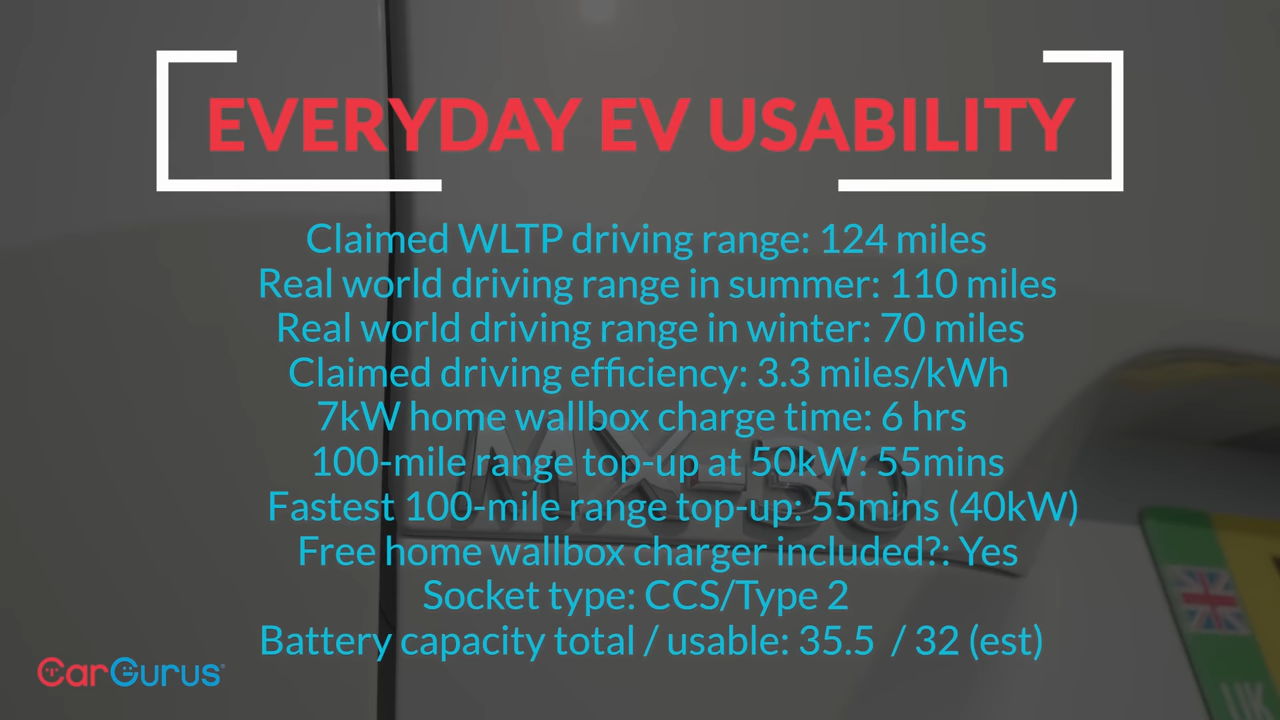 EVERYDAY EV USABILITY
Claimed WLTP driving range: 124 miles
Real world driving range in summer: 110 miles
Real world driving range in winter: 70 miles
Claimed driving efficiency: 3.3 miles/kWh
7kW home wallbox charge time: 6 hrs
100-mile range top-up at 50kW: 55mins
Fastest 100-mile range top-up: 55mins (40kW)
Free home wallbox charger included?: Yes
Socket type: CCS/Type 2
Battery capacity total / usable: 35.5 / 32 (est)
MX-30
CarGurus
UK